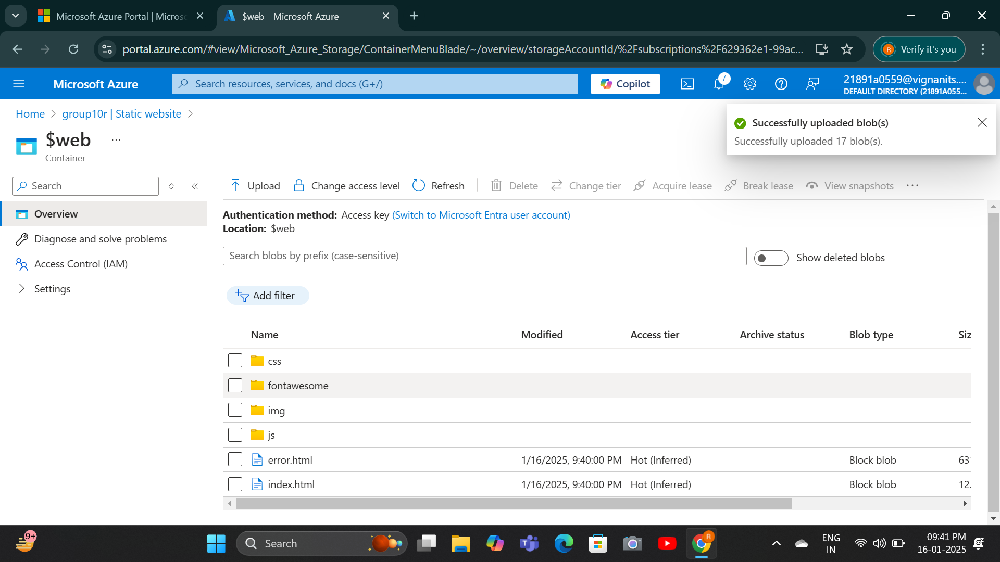 Microsoft Azure Portal | Micros
$web - Microsoft Azure
portal.azure.com/#view/Microsoft_Azure_Storage/ContainerMenuBlade/~/overview/storageAccountId/%2Fsubscriptions%2F629362e1-99ac...
R
Verify it's you
Microsoft Azure
Search resources, services, and docs (G+/)
Copilot
7
21891a0559@vignanits....
DEFAULT DIRECTORY (21891A055...
Home > group10r | Static website >
Successfully uploaded blob(s)
Successfully uploaded 17 blob(s).
$web
...
Container
Search
Upload
Change access level
Refresh
Delete
Change tier
Acquire lease
Break lease
View snapshots
...
Overview
Diagnose and solve problems
Access Control (IAM)
Settings
Authentication method: Access key (Switch to Microsoft Entra user account)
Location: $web
Search blobs by prefix (case-sensitive)
Show deleted blobs
Add filter
Name Modified Access tier Archive status Blob type Siz
css
fontawesome
img
js
error.html 1/16/2025, 9:40:00 PM Hot (Inferred) Block blob 63
index.html 1/16/2025, 9:40:00 PM Hot (Inferred) Block blob 12.
9+
Search
R
ENG
IN
09:41 PM
16-01-2025